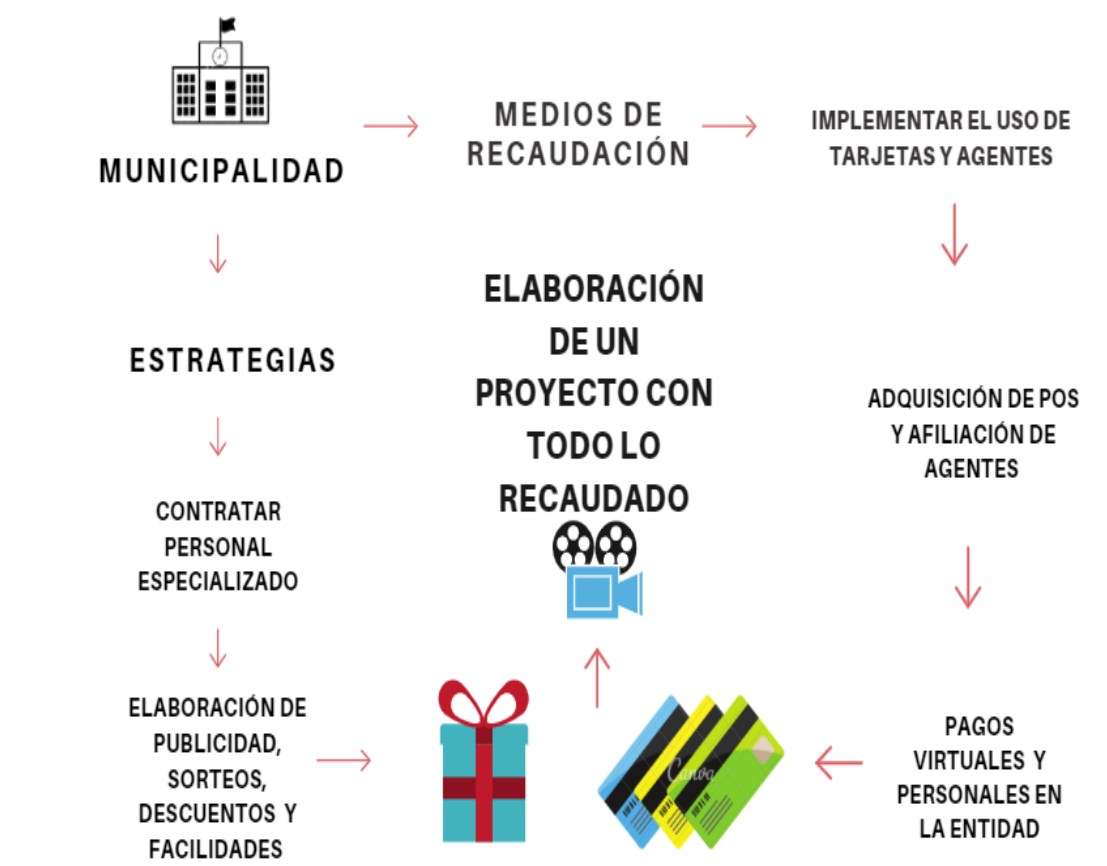 MUNICIPALIDAD
MEDIOS DE
RECAUDACIÓN
IMPLEMENTAR EL USO DE
TARJETAS Y AGENTES
ESTRATEGIAS
ELABORACIÓN
DE UN
PROYECTO CON
TODO LO
RECAUDADO
ADQUISICIÓN DE POS
Y AFILIACIÓN DE
AGENTES
CONTRATAR
PERSONAL
ESPECIALIZADO
ELABORACIÓN DE
PUBLICIDAD,
SORTEOS,
DESCUENTOS Y
FACILIDADES
Canva
PAGOS
VIRTUALES Y
PERSONALES EN
LA ENTIDAD